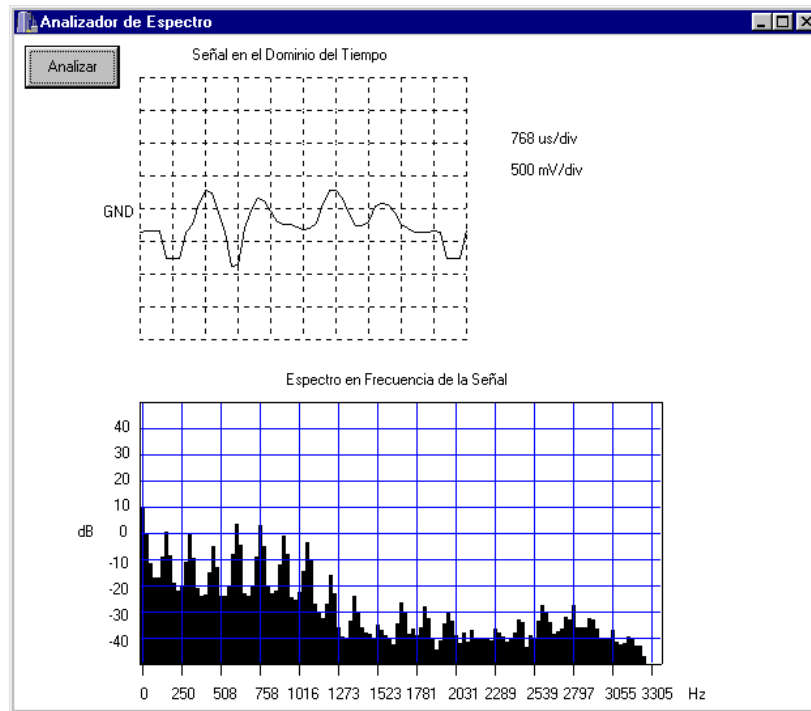 Analizador de Espectro
Analizar
Señal en el Dominio del Tiempo
768 us/div
500 mV/div
GND
Espectro en Frecuencia de la Señal
40
30
20
10
dB 0
-10
-20
-30
-40
0 250 508 758 1016 1273 1523 1781 2031 2289 2539 2797 3055 3305 Hz